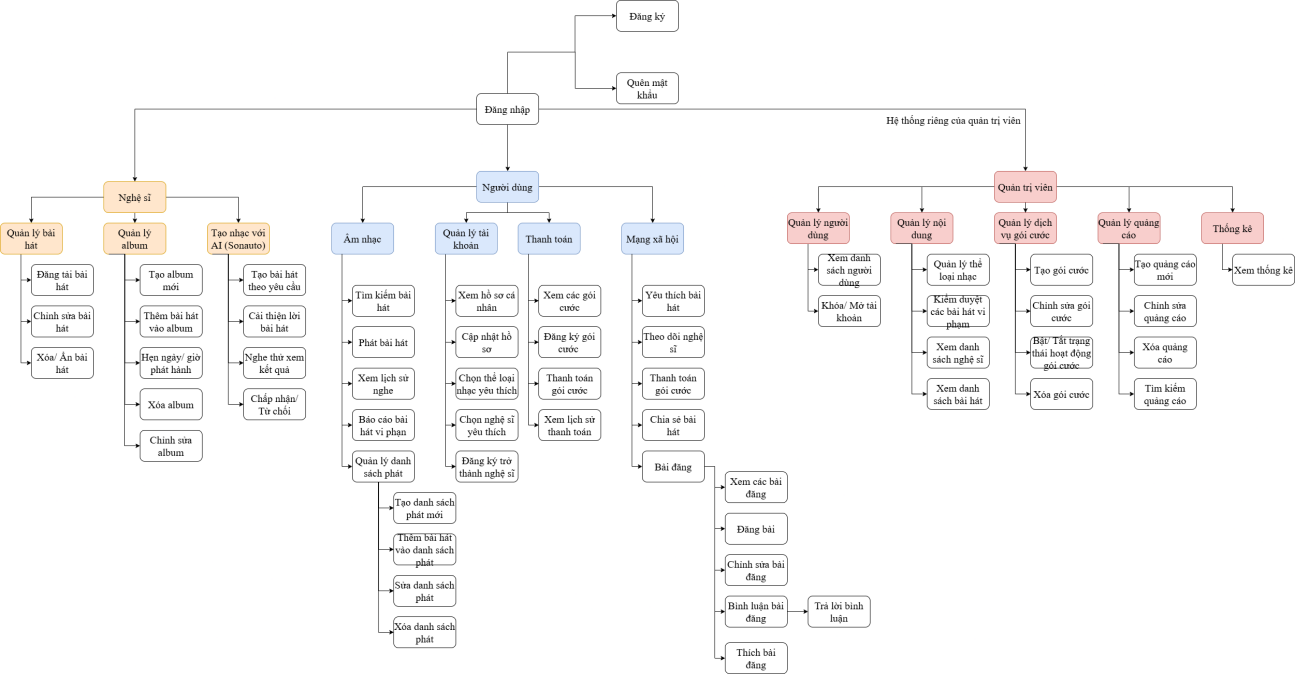 Đăng ký
Quên mật
khẩu
Đăng nhập
Hệ thống riêng của quản trị viên
Nghệ sĩ
Người dùng
Quản trị viên
Quản lý bài
hát
Quản lý
album
Tạo nhạc với
AI (Sonauto)
Âm nhạc
Quản lý tài
khoản
Thanh toán
Mạng xã hội
Quản lý người
dùng
Quản lý nội
dung
Quản lý dịch
vụ gói cước
Quản lý quảng
cáo
Thống kê
Đăng tải bài
hát
Chỉnh sửa bài
hát
Xóa/ Ẩn bài
hát
Tạo album
mới
Thêm bài hát
vào album
Hẹn ngày/ giờ
phát hành
Xóa album
Chỉnh sửa
album
Tạo bài hát
theo yêu cầu
Cải thiện lời
bài hát
Nghe thử xem
kết quả
Chấp nhận/
Từ chối
Tìm kiếm bài
hát
Phát bài hát
Xem lịch sử
nghe
Báo cáo bài
hát vi phạn
Quản lý danh
sách phát
Tạo danh sách
phát mới
Thêm bài hát
vào danh sách
phát
Sửa danh sách
phát
Xóa danh sách
phát
Xem hồ sơ cá
nhân
Cập nhật hồ
sơ
Chọn thể loại
nhạc yêu thích
Chọn nghệ sĩ
yêu thích
Đăng ký trở
thành nghệ sĩ
Xem các gói
cước
Đăng ký gói
cước
Thanh toán
gói cước
Xem lịch sử
thanh toán
Yêu thích bài
hát
Theo dõi nghệ
sĩ
Thanh toán
gói cước
Chia sẻ bài
hát
Bài đăng
Xem các bài
đăng
Đăng bài
Chỉnh sửa bài
đăng
Bình luận bài
đăng
Trả lời bình
luận
Thích bài
đăng
Xem danh
sách người
dùng
Khóa/ Mở tài
khoản
Quản lý thể
loại nhạc
Kiểm duyệt
các bài hát vi
phạm
Xem danh
sách nghệ sĩ
Xem danh
sách bài hát
Tạo gói cước
Chỉnh sửa gói
cước
Bật/ Tắt trạng
thái hoạt động
gói cước
Xóa gói cước
Tạo quảng cáo
mới
Chỉnh sửa
quảng cáo
Xóa quảng
cáo
Tìm kiếm
quảng cáo
Xem thống kê